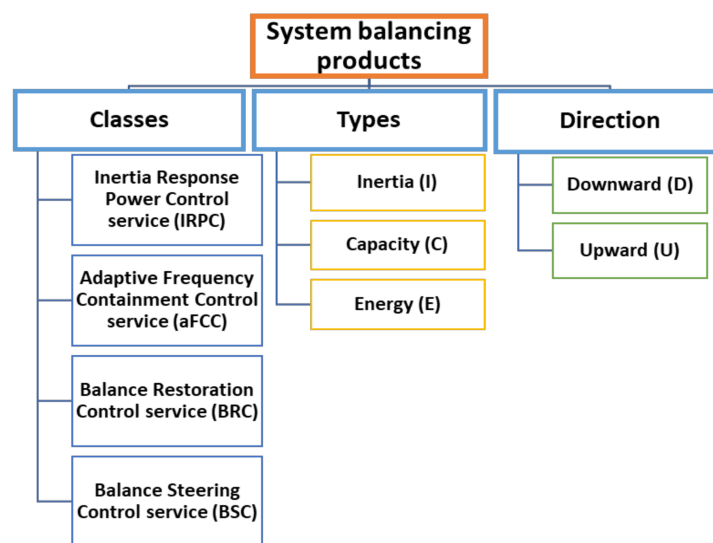 System balancing
products
Classes
Types
Direction
Inertia Response
Power Control
service (IRPC)
Adaptive Frequency
Containment Control
service (aFCC)
Balance Restoration
Control service (BRC)
Balance Steering
Control service (BSC)
Inertia (I)
Capacity (C)
Energy (E)
Downward (D)
Upward (U)